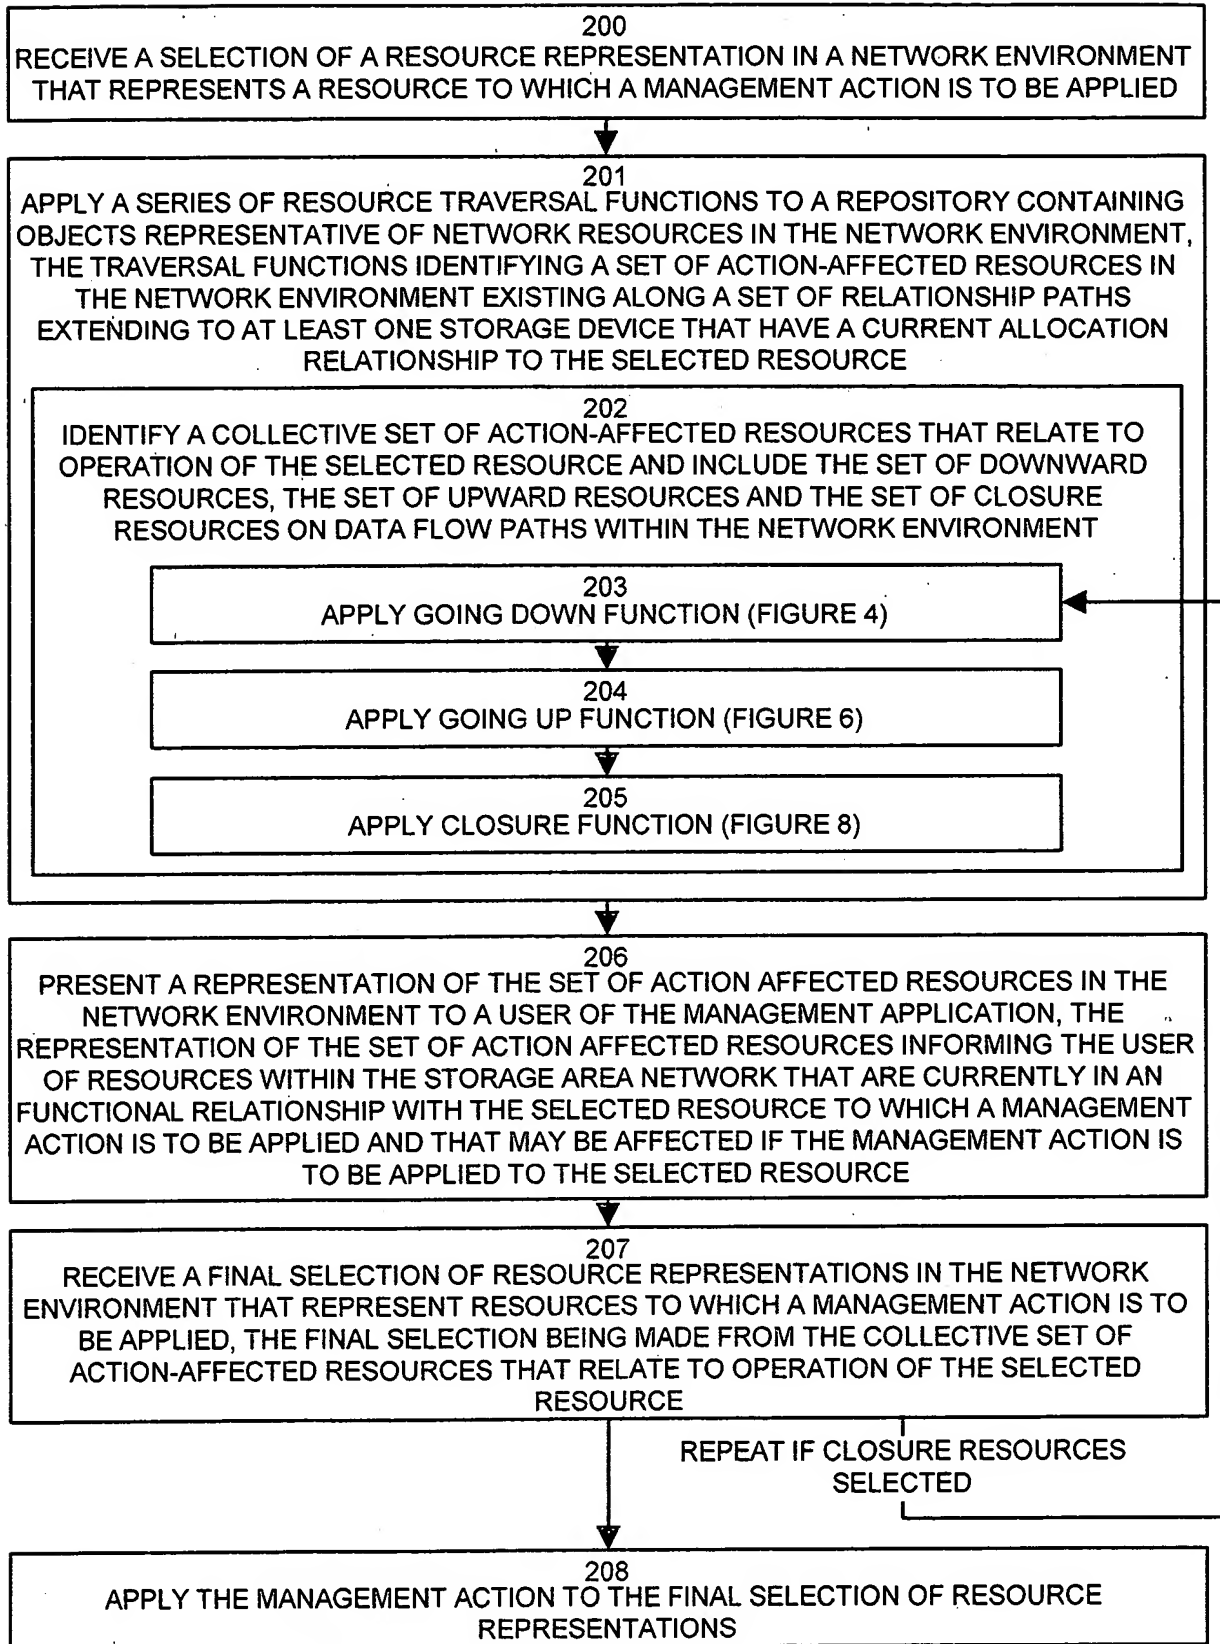 200
RECEIVE A SELECTION OF A RESOURCE REPRESENTATION IN A NETWORK ENVIRONMENT
THAT REPRESENTS A RESOURCE TO WHICH A MANAGEMENT ACTION IS TO BE APPLIED
201
APPLY A SERIES OF RESOURCE TRAVERSAL FUNCTIONS TO A REPOSITORY CONTAINING
OBJECTS REPRESENTATIVE OF NETWORK RESOURCES IN THE NETWORK ENVIRONMENT,
THE TRAVERSAL FUNCTIONS IDENTIFYING A SET OF ACTION-AFFECTED RESOURCES IN
THE NETWORK ENVIRONMENT EXISTING ALONG A SET OF RELATIONSHIP PATHS
EXTENDING TO AT LEAST ONE STORAGE DEVICE THAT HAVE A CURRENT ALLOCATION
RELATIONSHIP TO THE SELECTED RESOURCE
202
IDENTIFY A COLLECTIVE SET OF ACTION-AFFECTED RESOURCES THAT RELATE TO
OPERATION OF THE SELECTED RESOURCE AND INCLUDE THE SET OF DOWNWARD
RESOURCES, THE SET OF UPWARD RESOURCES AND THE SET OF CLOSURE
RESOURCES ON DATA FLOW PATHS WITHIN THE NETWORK ENVIRONMENT
203
APPLY GOING DOWN FUNCTION (FIGURE 4)
204
APPLY GOING UP FUNCTION (FIGURE 6)
205
APPLY CLOSURE FUNCTION (FIGURE 8)
206
PRESENT A REPRESENTATION OF THE SET OF ACTION AFFECTED RESOURCES IN THE
NETWORK ENVIRONMENT TO A USER OF THE MANAGEMENT APPLICATION, THE
REPRESENTATION OF THE SET OF ACTION AFFECTED RESOURCES INFORMING THE USER
OF RESOURCES WITHIN THE STORAGE AREA NETWORK THAT ARE CURRENTLY IN AN
FUNCTIONAL RELATIONSHIP WITH THE SELECTED RESOURCE TO WHICH A MANAGEMENT
ACTION IS TO BE APPLIED AND THAT MAY BE AFFECTED IF THE MANAGEMENT ACTION IS
TO BE APPLIED TO THE SELECTED RESOURCE
207
RECEIVE A FINAL SELECTION OF RESOURCE REPRESENTATIONS IN THE NETWORK
ENVIRONMENT THAT REPRESENT RESOURCES TO WHICH A MANAGEMENT ACTION IS TO
BE APPLIED, THE FINAL SELECTION BEING MADE FROM THE COLLECTIVE SET OF
ACTION-AFFECTED RESOURCES THAT RELATE TO OPERATION OF THE SELECTED
RESOURCE
REPEAT IF CLOSURE RESOURCES
SELECTED
208
APPLY THE MANAGEMENT ACTION TO THE FINAL SELECTION OF RESOURCE
REPRESENTATIONS